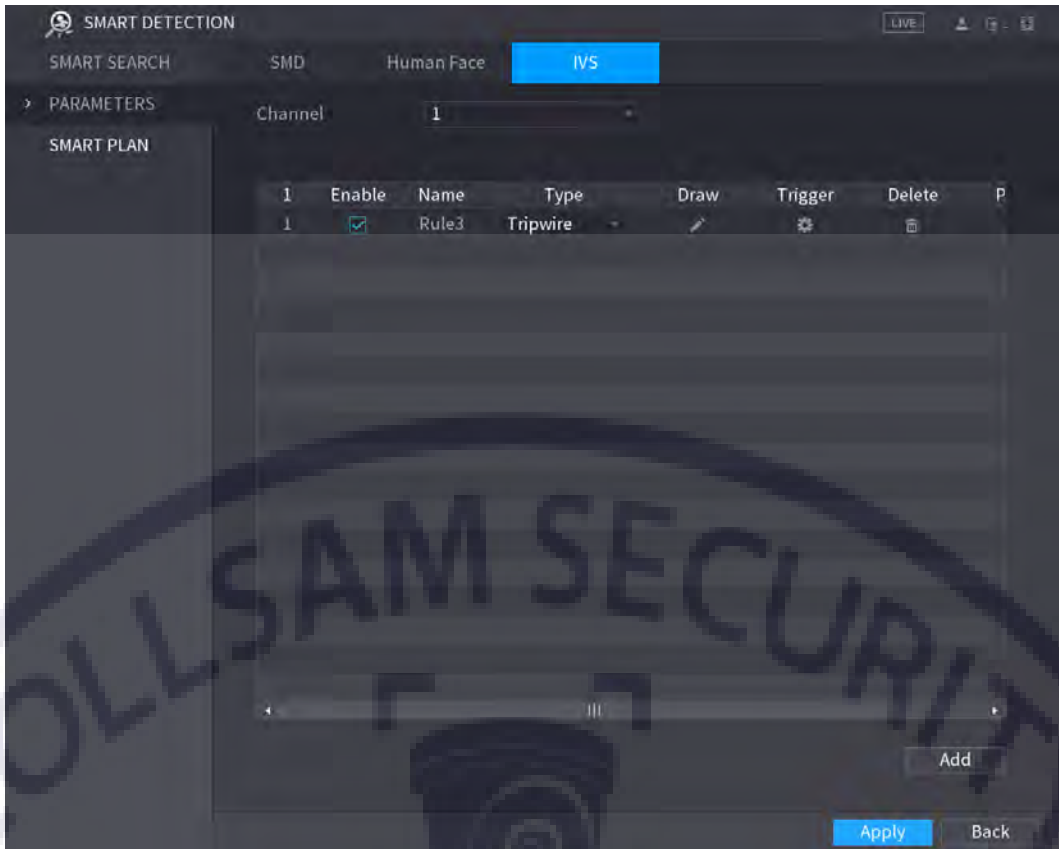 SMART DETECTION LIVE
SMART SEARCH SMD Human Face IVS
> PARAMETERS
Channel 1
SMART PLAN
1 Enable Name Type Draw Trigger Delete P
1 Rule3 Tripwire
OLLSAM SECURIT
Add
Apply Back